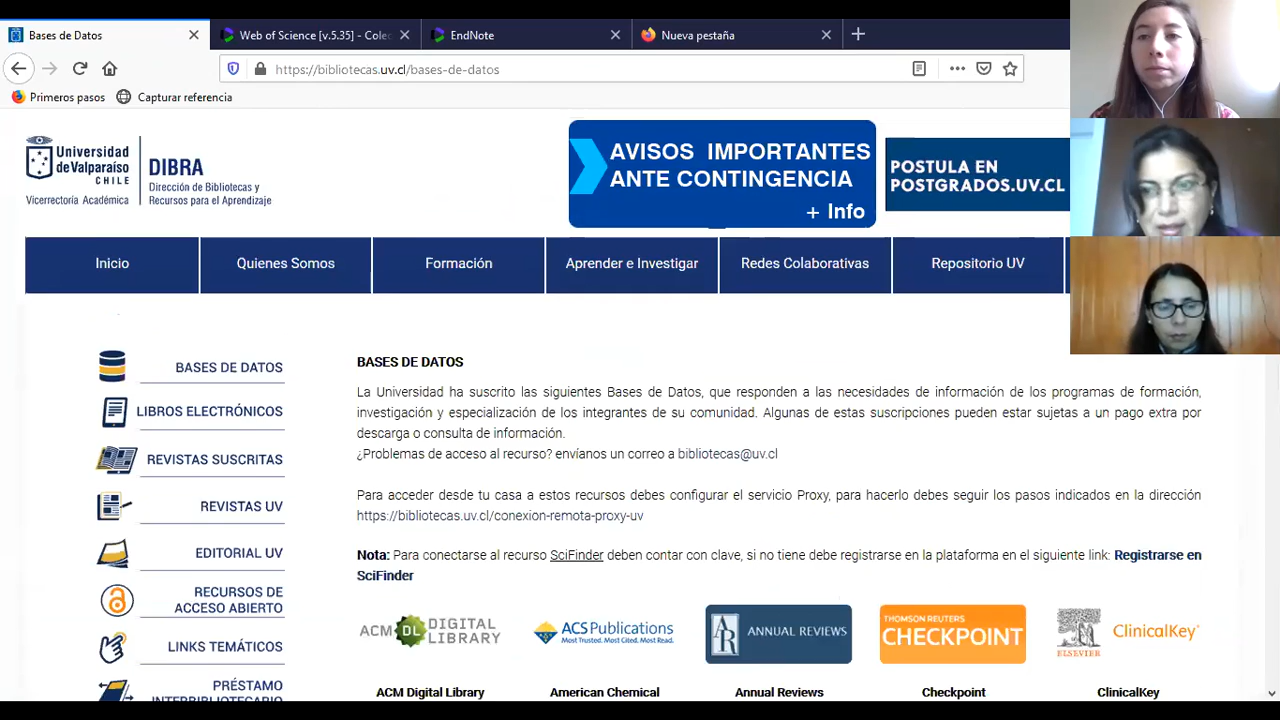 Bases de Datos
Web of Science [v.5.35] - Colec
EndNote
Nueva pestaña
https://bibliotecas.uv.cl/bases-de-datos
Primeros pasos
Capturar referencia
Universidad
de Valparaíso
CHILE
Vicerrectoría Académica
DIBRA
Dirección de Bibliotecas y
Recursos para el Aprendizaje
AVISOS IMPORTANTES
ANTE CONTINGENCIA
+ Info
POSTULA EN
POSTGRADOS.UV.CL
Inicio
Quienes Somos
Formación
Aprender e Investigar
Redes Colaborativas
Repositorio UV
BASES DE DATOS
LIBROS ELECTRÓNICOS
REVISTAS SUSCRITAS
REVISTAS UV
EDITORIAL UV
RECURSOS DE
ACCESO ABIERTO
LINKS TEMÁTICOS
PRÉSTAMO
INTERBIBLIOTECARIO
BASES DE DATOS
La Universidad ha suscrito las siguientes Bases de Datos, que responden a las necesidades de información de los programas de formación,
investigación y especialización de los integrantes de su comunidad. Algunas de estas suscripciones pueden estar sujetas a un pago extra por
descarga o consulta de información.
¿Problemas de acceso al recurso? envíanos un correo a bibliotecas@uv.cl
Para acceder desde tu casa a estos recursos debes configurar el servicio Proxy, para hacerlo debes seguir los pasos indicados en la dirección
https://bibliotecas.uv.cl/conexion-remota-proxy-uv
Nota: Para conectarse al recurso SciFinder deben contar con clave, si no tiene debe registrarse en la plataforma en el siguiente link: Registrarse en
SciFinder
ACM DL DIGITAL
LIBRARY
ACSPublications
Most Trusted. Most Cited. Most Read.
AR ANNUAL REVIEWS
THOMSON REUTERS
CHECKPOINT
ELSEVIER
ClinicalKey®
ACM Digital Library
American Chemical
Annual Reviews
Checkpoint
ClinicalKey